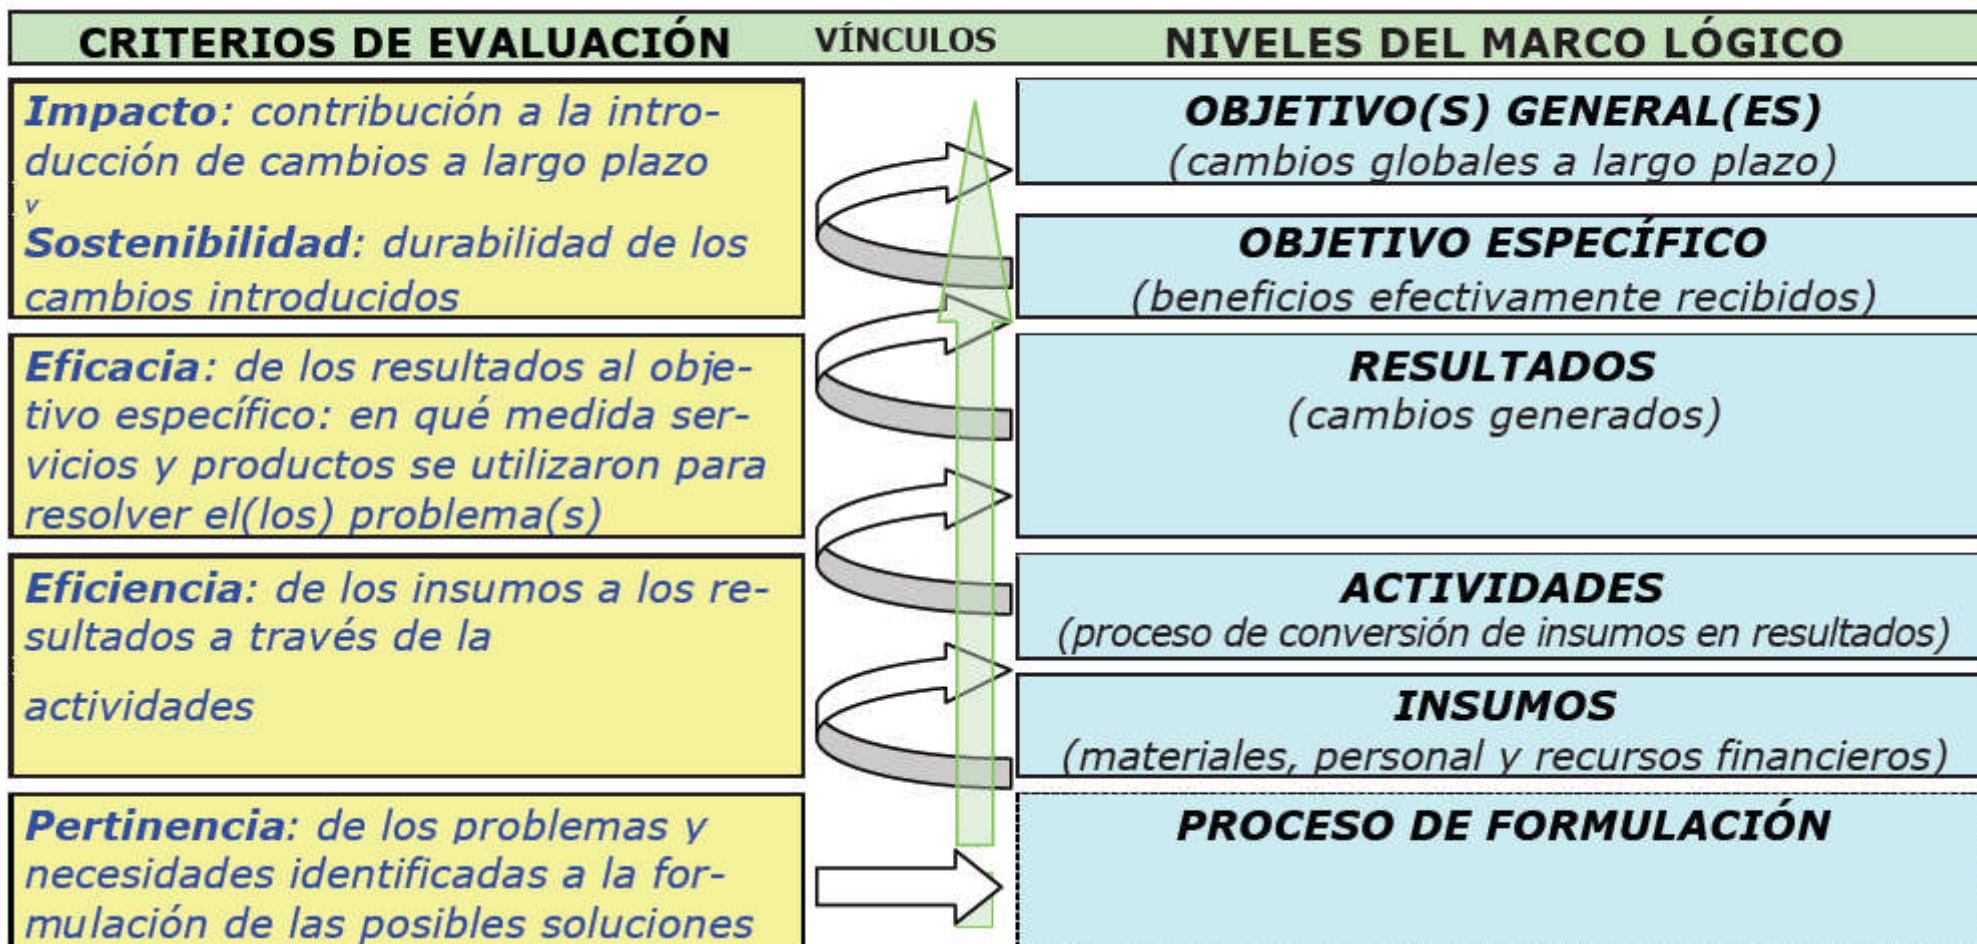 CRITERIOS DE EVALUACIÓN
VÍNCULOS
NIVELES DEL MARCO LÓGICO
Impacto: contribución a la intro-
ducción de cambios a largo plazo
v
Sostenibilidad: durabilidad de los
cambios introducidos
Eficacia: de los resultados al obje-
tivo específico: en qué medida ser-
vicios y productos se utilizaron para
resolver el(los) problema(s)
Eficiencia: de los insumos a los re-
sultados a través de la
actividades
Pertinencia: de los problemas y
necesidades identificadas a la for-
mulación de las posibles soluciones
OBJETIVO(S) GENERAL(ES)
(cambios globales a largo plazo)
OBJETIVO ESPECÍFICO
(beneficios efectivamente recibidos)
RESULTADOS
(cambios generados)
ACTIVIDADES
(proceso de conversión de insumos en resultados)
INSUMOS
(materiales, personal y recursos financieros)
PROCESO DE FORMULACIÓN